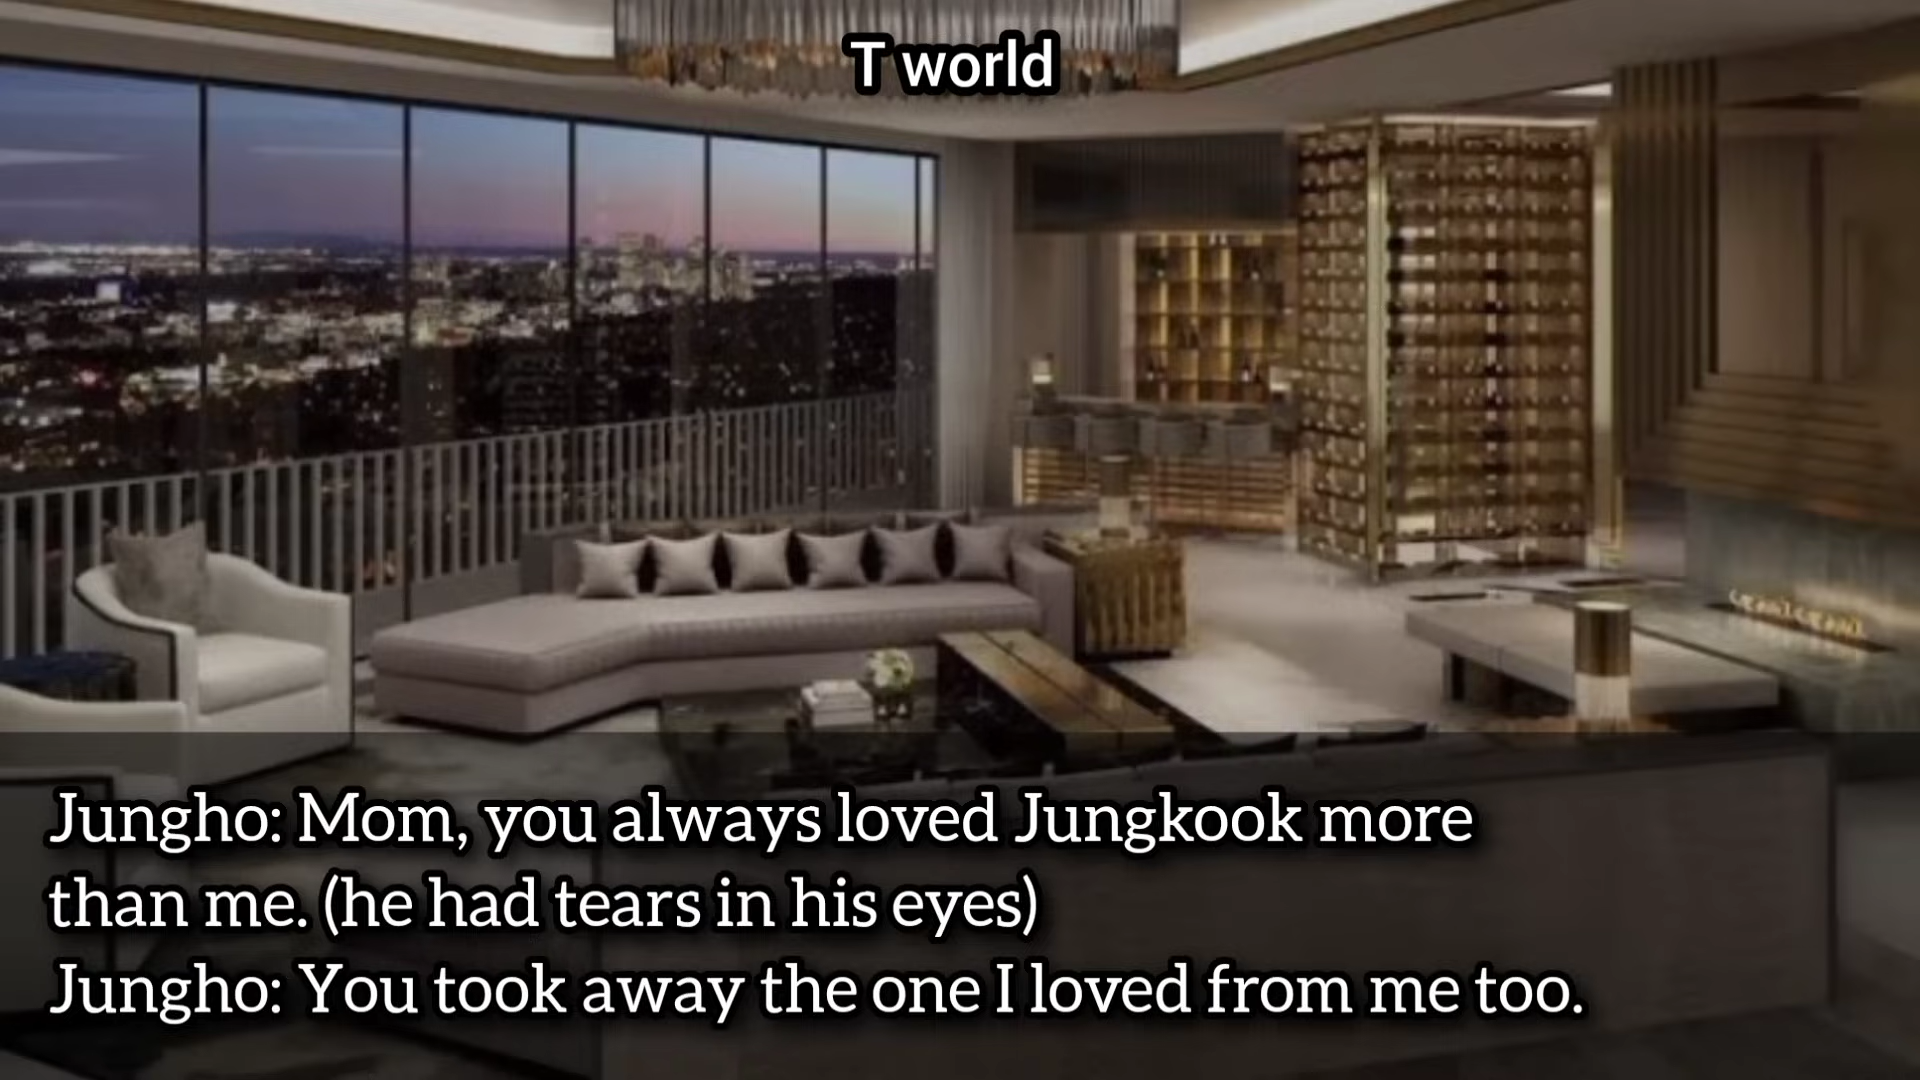 T world
Jungho: Mom, you always loved Jungkook more
than me. (he had tears in his eyes)
Jungho: You took away the one I loved from me too.